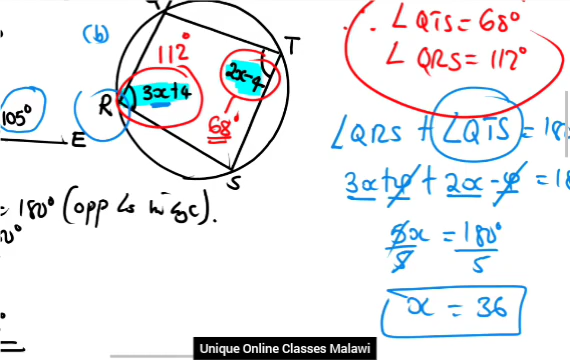 (b)
112°
T
2x-4
3x+4
R
68°
105°
E
S
= 180° (opp ∠s in cyc).
∴ ∠QTS = 68°
∠QRS = 117°
∠QRS + ∠QTS = 18
3x+4 + 2x-4 = 18
5x = 180°
5 5
x = 36
Unique Online Classes Malawi